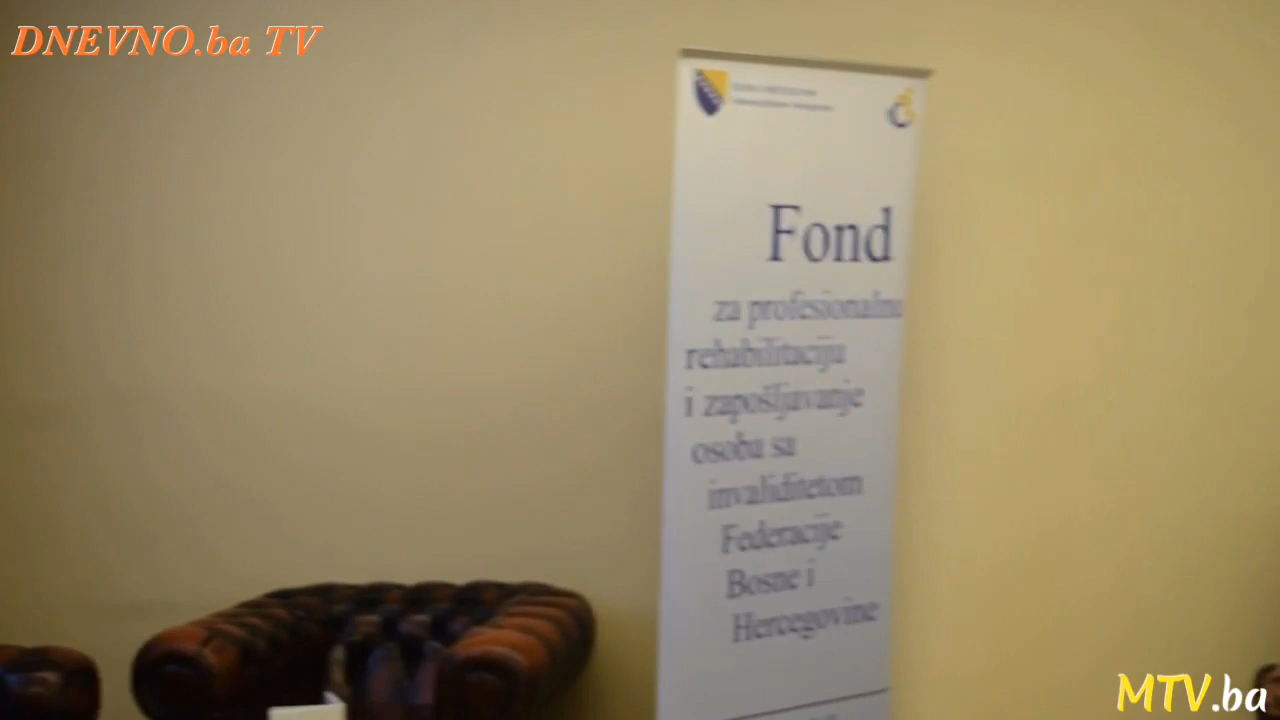 DNEVNO.ba TV
Fond
za profesionalnu
rehabilitaciju
i zapošljavanje
osoba sa
invaliditetom
Federacije
Bosne i
Hercegovine
MTV.ba